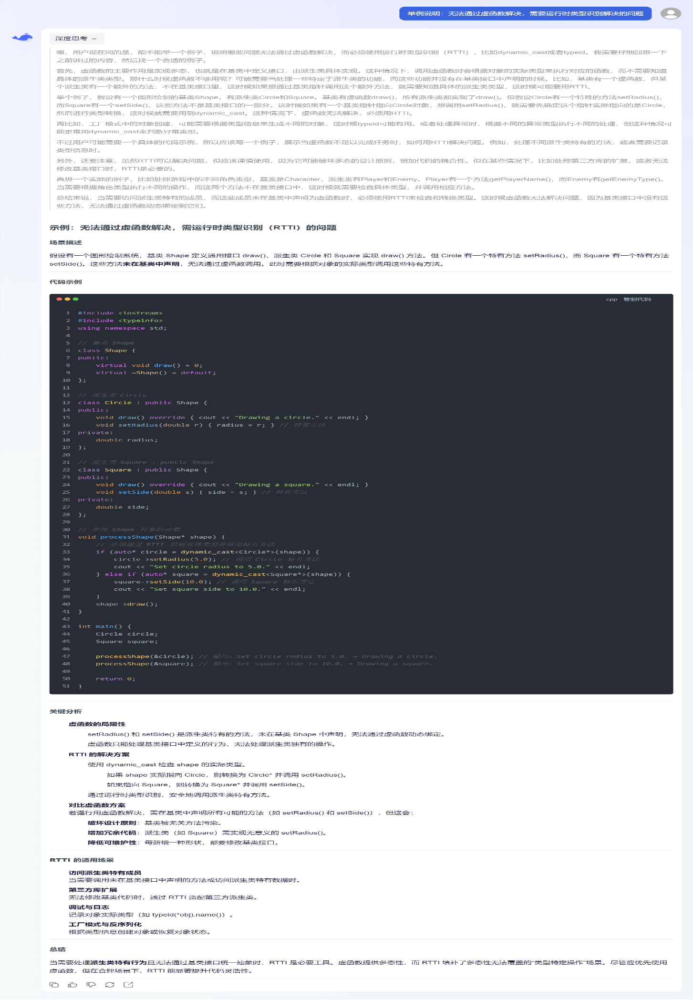 举例说明：无法通过虚函数解决，需要运行时类型识别解决的问题
深度思考
嗯，用户现在问的是，能不能举一个例子，说明哪些问题无法通过虚函数解决，而必须使用运行时类型识别（RTTI），比如dynamic_cast或者typeid。我需要仔细回想一下
之前讲过的内容，然后找一个合适的例子。
首先，虚函数的主要作用是实现多态，也就是在基类中定义接口，由派生类具体实现。这种情况下，调用虚函数时会根据对象的实际类型来执行对应的函数，而不需要知道
具体的派生类类型。那什么时候虚函数不够用呢？可能需要当处理一些特定于派生类的功能，而这些功能并没有在基类接口中声明的时候。比如，基类有一个虚函数，但某
个派生类有一个额外的方法，不在基类接口里，这时候如果想通过基类指针调用这个额外方法，就需要知道具体的派生类类型，这时候可能要用RTTI。
举个例子，假设有一个图形绘制的基类Shape，有派生类Circle和Square。基类有虚函数draw()，所有派生类都实现了draw()。但假设Circle有一个特殊的方法setRadius()，
而Square有一个setSide()，这些方法不是基类接口的一部分。这时候如果有一个基类指针指向Circle对象，想调用setRadius()，就需要先确定这个指针实际指向的是Circle，
然后进行类型转换，这时候就需要用到dynamic_cast。这种情况下，虚函数无法解决，必须用RTTI。
再比如，工厂模式中的对象创建，可能需要根据类型信息来生成不同的对象，这时候typeid可能有用。或者处理异常时，根据不同的异常类型执行不同的处理，但这种情况可
能更常用dynamic_cast来判断异常类型。
不过用户可能需要一个具体的代码示例，所以应该写一个例子，展示当虚函数不足以完成任务时，如何用RTTI解决问题。例如，处理不同派生类特有的方法，或者需要记录
类型信息时。
另外，还要注意，虽然RTTI可以解决问题，但应该谨慎使用，因为它可能破坏多态的设计原则，增加代码的耦合性。但在某些情况下，比如处理第三方库的扩展，或者无法
修改基类接口时，RTTI是必要的。
再想一个实际的例子，比如处理游戏中的不同角色类型，基类是Character，派生类有Player和Enemy。Player有一个方法getPlayerName()，而Enemy有getEnemyType()。
当需要根据角色类型执行不同的操作，而这两个方法不在基类接口中，这时候就需要检查具体类型，并调用相应方法。
总结来说，当需要访问派生类特有的成员，而这些成员未在基类中声明为虚函数时，必须使用RTTI来检查和转换类型。这时候虚函数无法解决问题，因为基类接口中没有这
些方法，无法通过虚函数动态绑定到它们。
示例：无法通过虚函数解决，需运行时类型识别（RTTI）的问题
场景描述
假设有一个图形绘制系统，基类 Shape 定义通用接口 draw()，派生类 Circle 和 Square 实现 draw() 方法。但 Circle 有一个特有方法 setRadius()，而 Square 有一个特有方法
setSide()。这些方法未在基类中声明，无法通过虚函数调用。此时需要根据对象的实际类型调用这些特有方法。
代码示例
cpp 复制代码
1 #include <iostream>
2 #include <typeinfo>
3 using namespace std;
4
5 // 基类 Shape
6 class Shape {
7 public:
8     virtual void draw() = 0;
9     virtual ~Shape() = default;
10 };
11
12 // 派生类 Circle
13 class Circle : public Shape {
14 public:
15     void draw() override { cout << "Drawing a circle." << endl; }
16     void setRadius(double r) { radius = r; } // 特有方法
17 private:
18     double radius;
19 };
20
21 // 派生类 Square : public Shape
22 class Square : public Shape {
23 public:
24     void draw() override { cout << "Drawing a square." << endl; }
25     void setSide(double s) { side = s; } // 特有方法
26 private:
27     double side;
28 };
29
30 // 处理 Shape 对象的函数
31 void processShape(Shape* shape) {
32     // 必须通过 RTTI 识别具体类型并调用特有方法
33     if (auto* circle = dynamic_cast<Circle*>(shape)) {
34         circle->setRadius(5.0); // 调用 Circle 特有方法
35         cout << "Set circle radius to 5.0." << endl;
36     } else if (auto* square = dynamic_cast<Square*>(shape)) {
37         square->setSide(10.0); // 调用 Square 特有方法
38         cout << "Set square side to 10.0." << endl;
39     }
40     shape->draw();
41 }
42
43 int main() {
44     Circle circle;
45     Square square;
46
47     processShape(&circle); // 输出：Set circle radius to 5.0. → Drawing a circle.
48     processShape(&square); // 输出：Set square side to 10.0. → Drawing a square.
49
50     return 0;
51 }
关键分析
虚函数的局限性
setRadius() 和 setSide() 是派生类特有的方法，未在基类 Shape 中声明，无法通过虚函数动态绑定。
虚函数只能处理基类接口中定义的行为，无法处理派生类独有的操作。
RTTI 的解决方案
使用 dynamic_cast 检查 shape 的实际类型。
如果 shape 实际指向 Circle，则转换为 Circle* 并调用 setRadius()。
如果指向 Square，则转换为 Square* 并调用 setSide()。
通过运行时类型识别，安全地调用派生类特有方法。
对比虚函数方案
若强行用虚函数解决，需在基类中声明所有可能的方法（如 setRadius() 和 setSide()），但这会：
破坏设计原则：基类被无关方法污染。
增加冗余代码：派生类（如 Square）需实现无意义的 setRadius()。
降低可维护性：每新增一种形状，都要修改基类接口。
RTTI 的适用场景
访问派生类特有成员
当需要调用未在基类接口中声明的方法或访问派生类特有数据时。
第三方库扩展
无法修改基类代码时，通过 RTTI 适配第三方派生类。
调试与日志
记录对象实际类型（如 typeid(*obj).name()）。
工厂模式与反序列化
根据类型信息创建对象或恢复对象状态。
总结
当需要处理派生类特有行为且无法通过基类接口统一抽象时，RTTI 是必要工具。虚函数提供多态性，而 RTTI 填补了多态性无法覆盖的“类型特定操作”场景。尽管应优先使用
虚函数，但在合理场景下，RTTI 能显著提升代码灵活性。